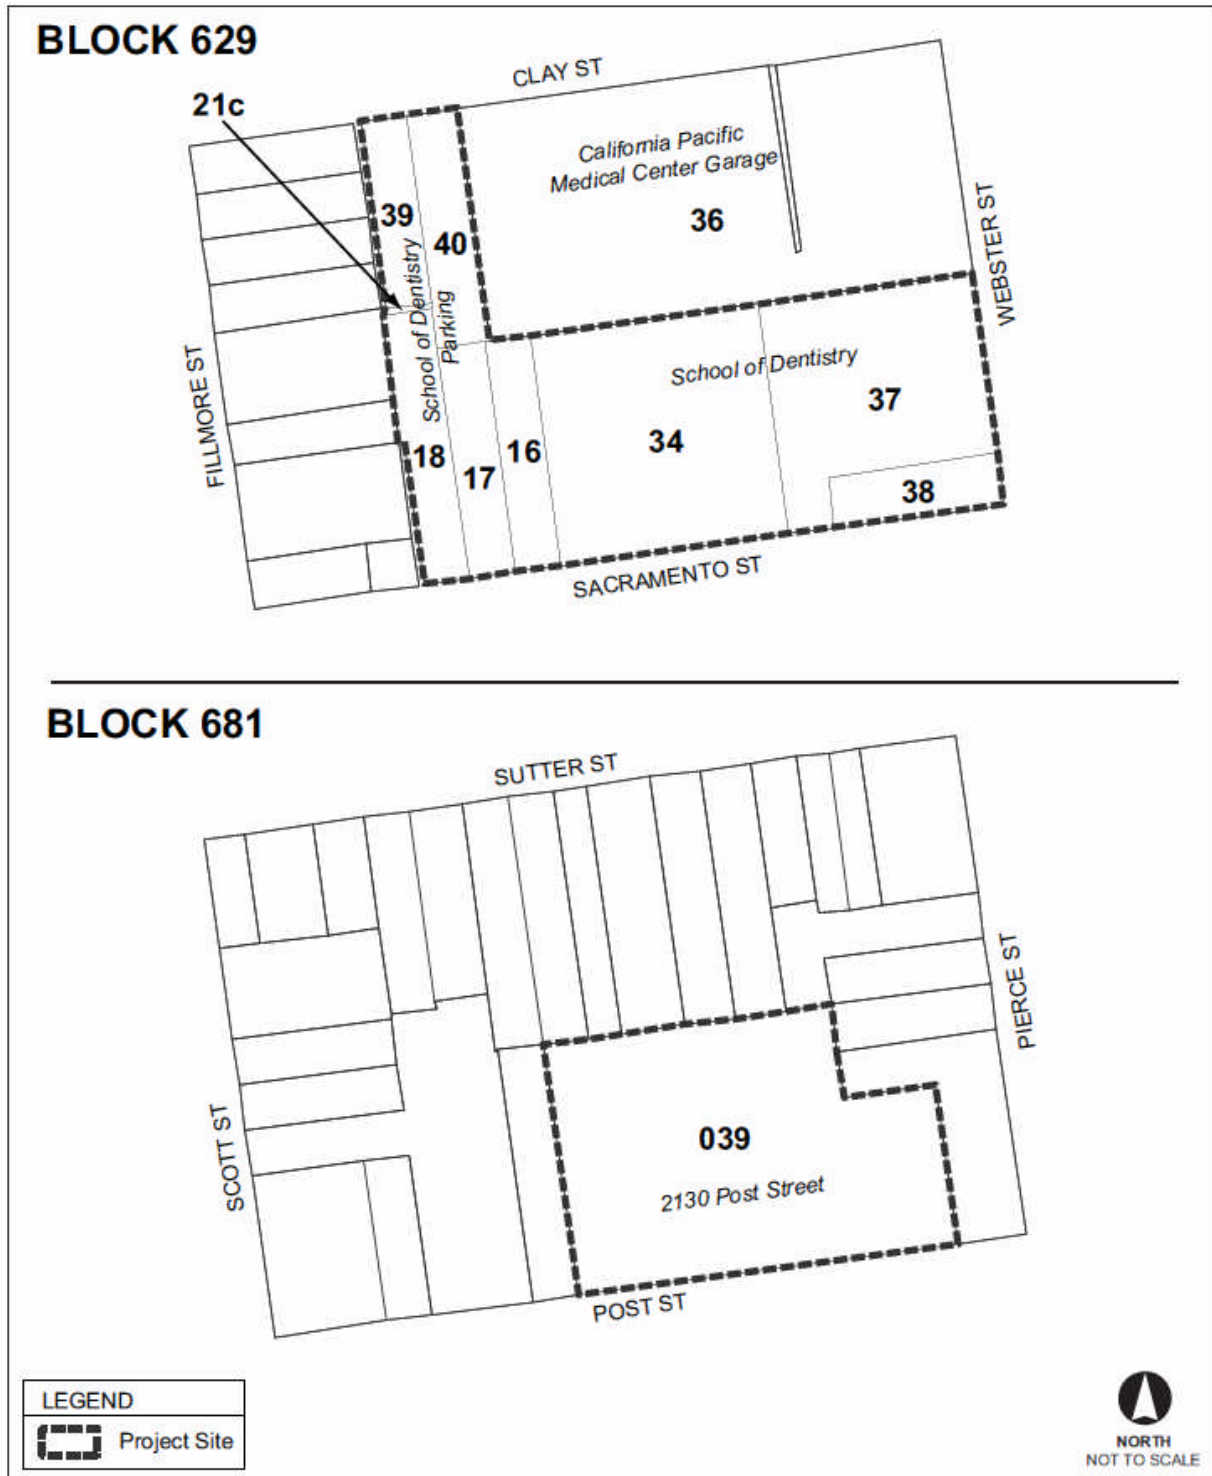 BLOCK 629
CLAY ST
21c
California Pacific
Medical Center Garage
39
40
36
WEBSTER ST
School of Dentistry
Parking
School of Dentistry
FILLMORE ST
37
34
18
17
16
38
SACRAMENTO ST
BLOCK 681
SUTTER ST
PIERCE ST
SCOTT ST
039
2130 Post Street
POST ST
LEGEND
Project Site
NORTH
NOT TO SCALE